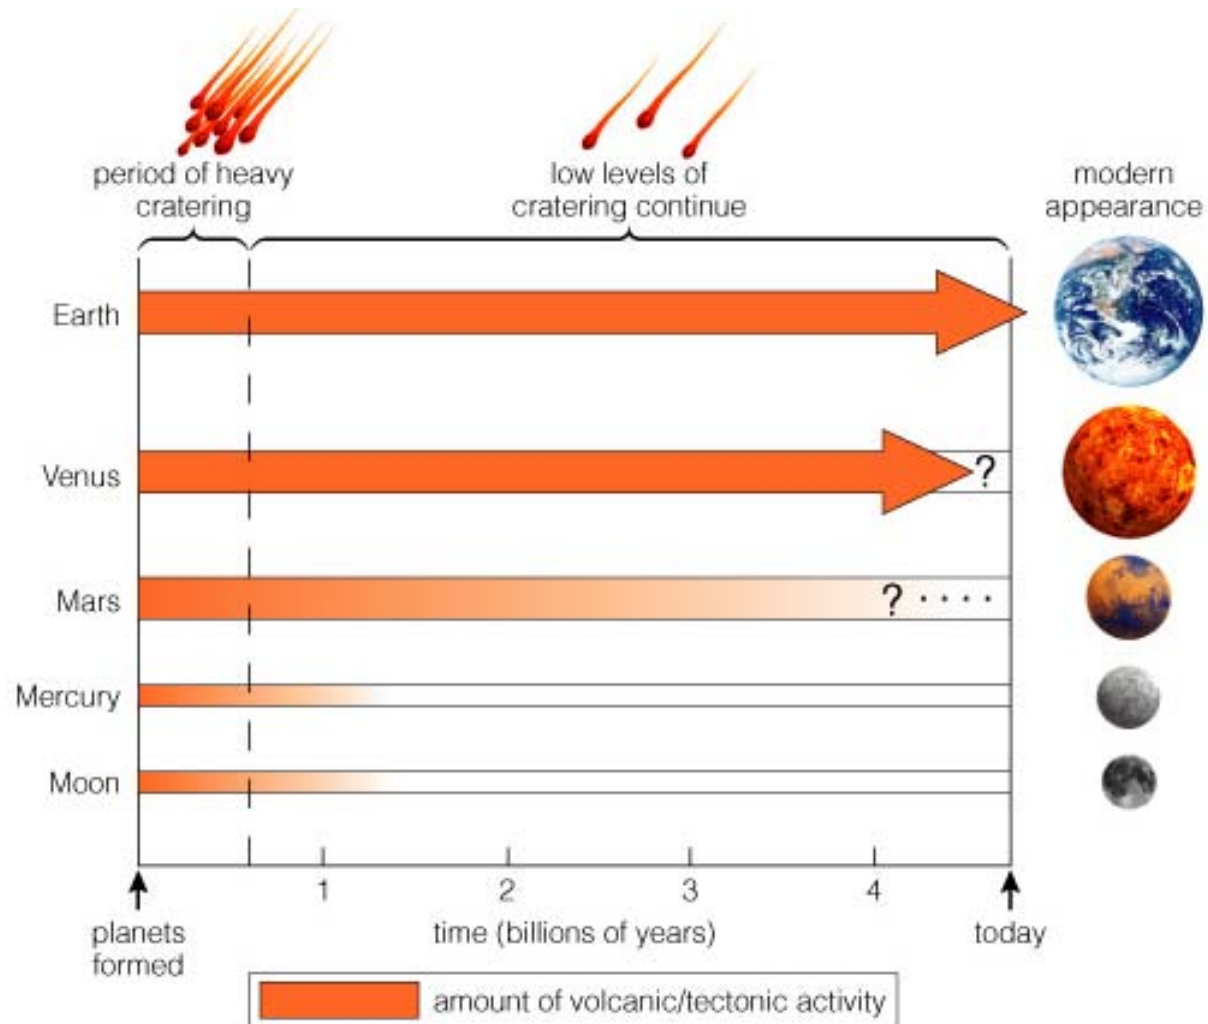 period of heavy
cratering
low levels of
cratering continue
modern
appearance
Earth
Venus
?
Mars
? · · · ·
Mercury
Moon
1
2
3
4
planets
formed
time (billions of years)
today
amount of volcanic/tectonic activity